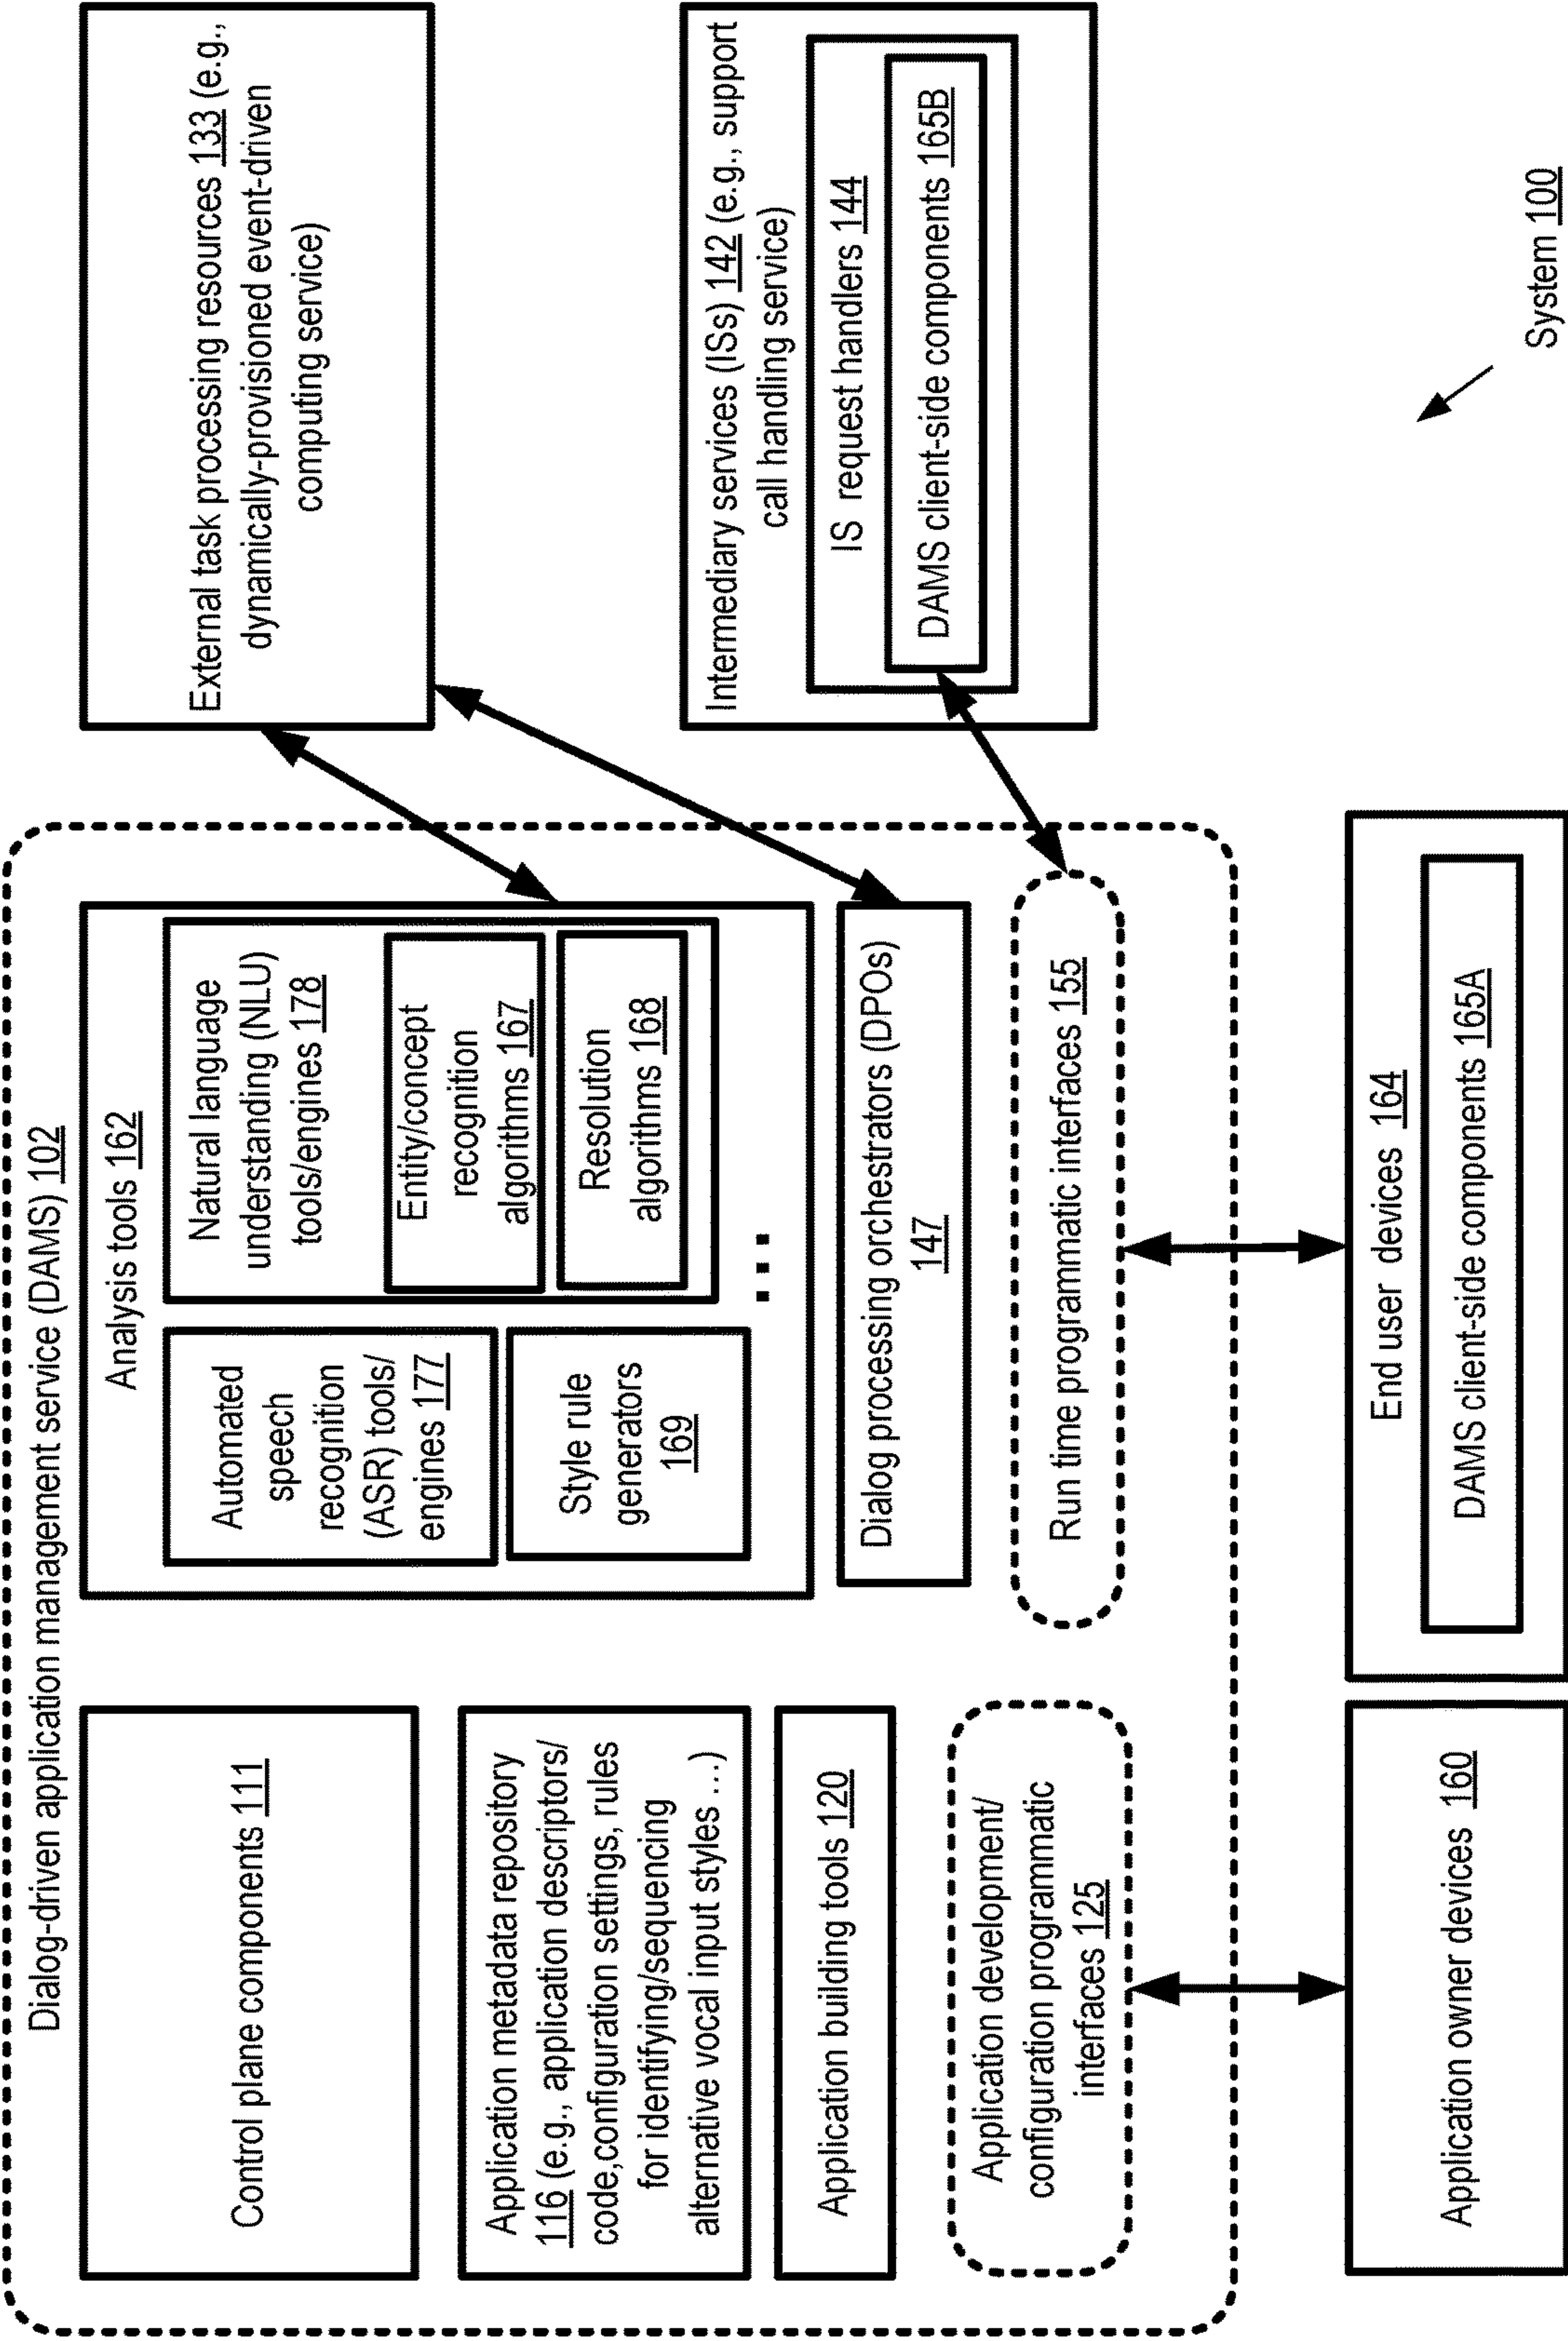 Dialog-driven application management service (DAMS) 102
Control plane components 111
Application metadata repository
116 (e.g., application descriptors/
code,configuration settings, rules
for identifying/sequencing
alternative vocal input styles ...)
Application building tools 120
Application development/
configuration programmatic
interfaces 125
Analysis tools 162
Automated
speech
recognition
(ASR) tools/
engines 177
Style rule
generators
169
Natural language
understanding (NLU)
tools/engines 178
Entity/concept
recognition
algorithms 167
Resolution
algorithms 168
...
Dialog processing orchestrators (DPOs)
147
Run time programmatic interfaces 155
External task processing resources 133 (e.g.,
dynamically-provisioned event-driven
computing service)
Intermediary services (ISs) 142 (e.g., support
call handling service)
IS request handlers 144
DAMS client-side components 165B
Application owner devices 160
End user devices 164
DAMS client-side components 165A
System 100